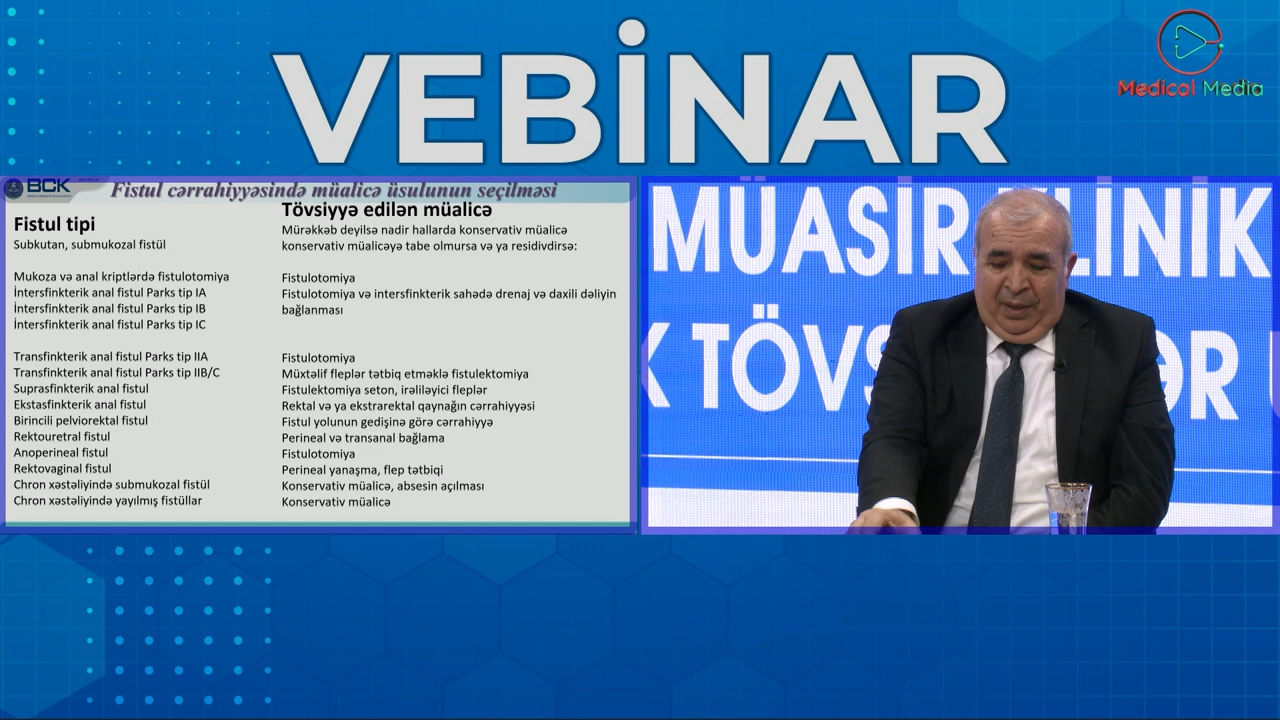 VEBİNAR
Medical Media
BCK
Fistul cərrahiyyəsində müalicə üsulunun seçilməsi
Fistul tipi
Subkutan, submukozal fistül
Mukoza və anal kriptlərdə fistulotomiya
İntersfinkterik anal fistul Parks tip IA
İntersfinkterik anal fistul Parks tip IB
İntersfinkterik anal fistul Parks tip IC
Transfinkterik anal fistul Parks tip IIA
Transfinkterik anal fistul Parks tip IIB/C
Suprasfinkterik anal fistul
Ekstasfinkterik anal fistul
Birincili pelviorektal fistul
Rektouretral fistul
Anoperineal fistul
Rektovaginal fistul
Chron xəstəliyində submukozal fistül
Chron xəstəliyində yayılmış fistüllar
Tövsiyyə edilən müalicə
Mürəkkəb deyilsə nadir hallarda konservativ müalicə
konservativ müalicəyə tabe olmursa və ya residivdirsə:
Fistulotomiya
Fistulotomiya və intersfinkterik sahədə drenaj və daxili dəliyin
bağlanması
Fistulotomiya
Müxtəlif fleplər tətbiq etməklə fistulektomiya
Fistulektomiya seton, irəliləyici fleplər
Rektal və ya ekstrarektal qaynağın cərrahiyyəsi
Fistul yolunun gedişinə görə cərrahiyyə
Perineal və transanal bağlama
Fistulotomiya
Perineal yanaşma, flep tətbiqi
Konservativ müalicə, absesin açılması
Konservativ müalicə
MÜASİR KLİNİK
K TÖVS ƏR